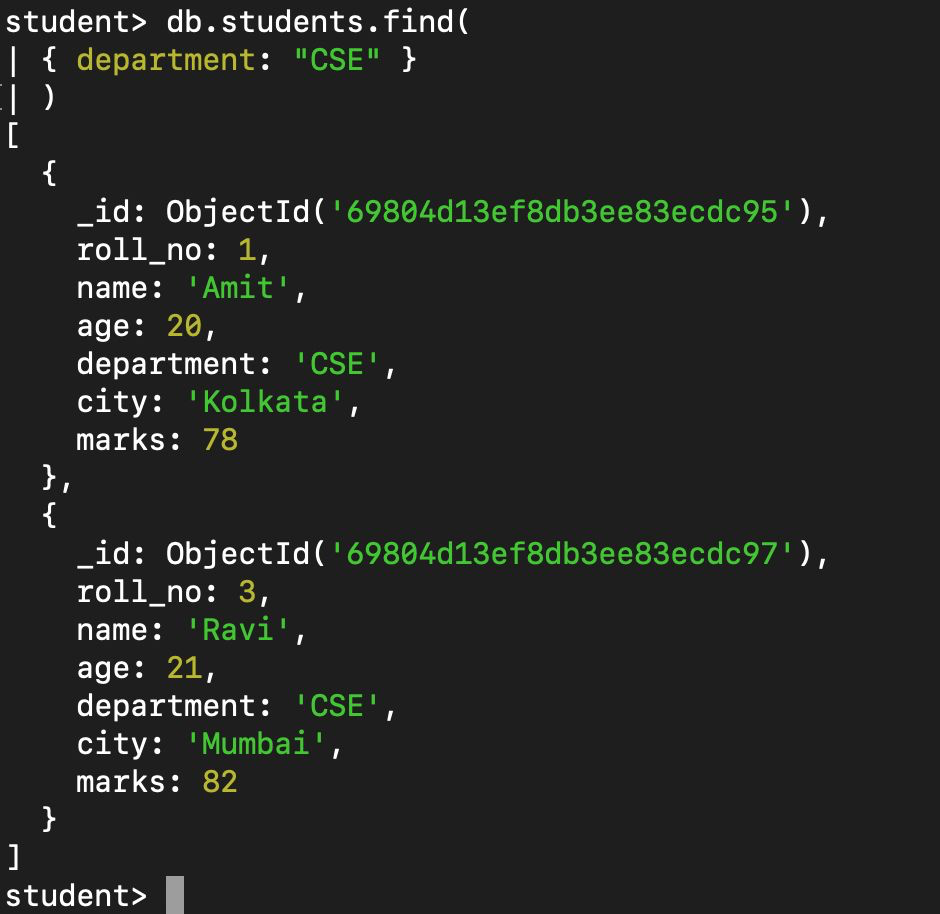 student> db.students.find(
| { department: "CSE" }
| )
[
  {
    _id: ObjectId('69804d13ef8db3ee83ecdc95'),
    roll_no: 1,
    name: 'Amit',
    age: 20,
    department: 'CSE',
    city: 'Kolkata',
    marks: 78
  },
  {
    _id: ObjectId('69804d13ef8db3ee83ecdc97'),
    roll_no: 3,
    name: 'Ravi',
    age: 21,
    department: 'CSE',
    city: 'Mumbai',
    marks: 82
  }
]
student>